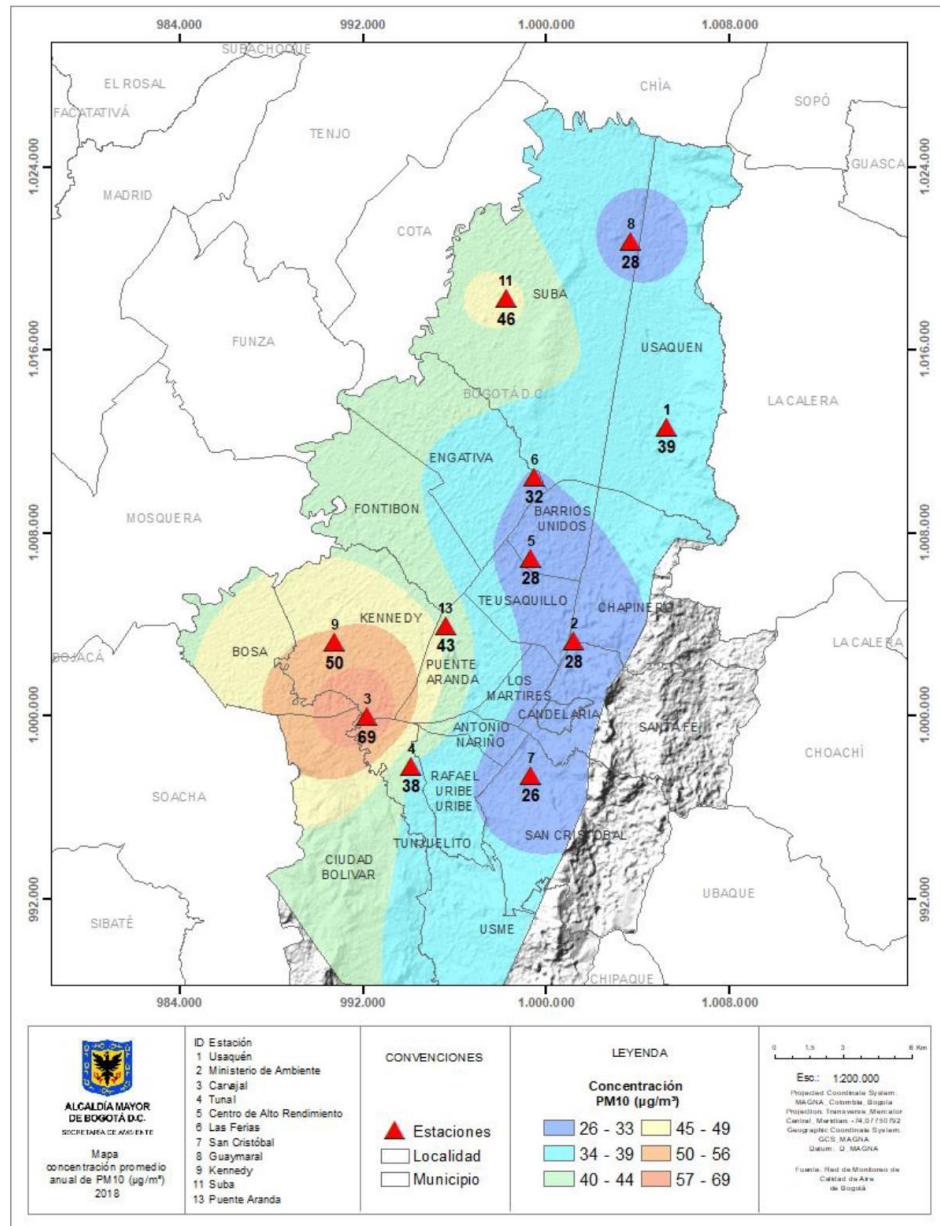 984.000 992.000 1.000.000 1.008.000
SUBACHOQUE
EL ROSAL
CHÍA
SOPÓ
FACATATIVÁ
TENJO
1.024.000
1.024.000
GUASCA
MADRID
COTA
8
28
11
SUBA
46
FUNZA
USAQUEN
1.016.000
1.016.000
BOGOTÁ D.C.
LA CALERA
1
39
ENGATIVA
6
32
FONTIBON
BARRIOS
UNIDOS
MOSQUERA
1.008.000
1.008.000
5
28
TEUSAQUILLO
CHAPINERO
13
KENNEDY
43
9
50
2
28
BOSA
LA CALERA
BOJACÁ
PUENTE
ARANDA
LOS
MARTIRES
3
69
CANDELARIA
SANTA FE
1.000.000
1.000.000
ANTONIO
NARIÑO
CHOACHÌ
4
38
RAFAEL
URIBE
URIBE
7
26
SOACHA
SAN CRISTOBAL
TUNJUELITO
CIUDAD
BOLIVAR
992.000
992.000
UBAQUE
SIBATÉ
USME
CHIPAQUE
984.000 992.000 1.000.000 1.008.000
ALCALDÍA MAYOR
DE BOGOTÁ D.C.
SECRETARÍA DE AMBIENTE
Mapa
concentración promedio
anual de PM10 (µg/m³)
2018
ID Estación
1 Usaquén
2 Ministerio de Ambiente
3 Carvajal
4 Tunal
5 Centro de Alto Rendimiento
6 Las Ferias
7 San Cristóbal
8 Guaymaral
9 Kennedy
11 Suba
13 Puente Aranda
CONVENCIONES
Estaciones
Localidad
Municipio
LEYENDA
Concentración
PM10 (µg/m³)
26 - 33 45 - 49
34 - 39 50 - 56
40 - 44 57 - 69
0 1,5 3 6 Km
Esc.: 1:200.000
Projected Coordinate System:
MAGNA_Colombia_Bogota
Projection: Transverse_Mercator
Central_Meridian: -74,07750792
Geographic Coordinate System:
GCS_MAGNA
Datum: D_MAGNA
Fuente: Red de Monitoreo de
Calidad de Aire
de Bogotá